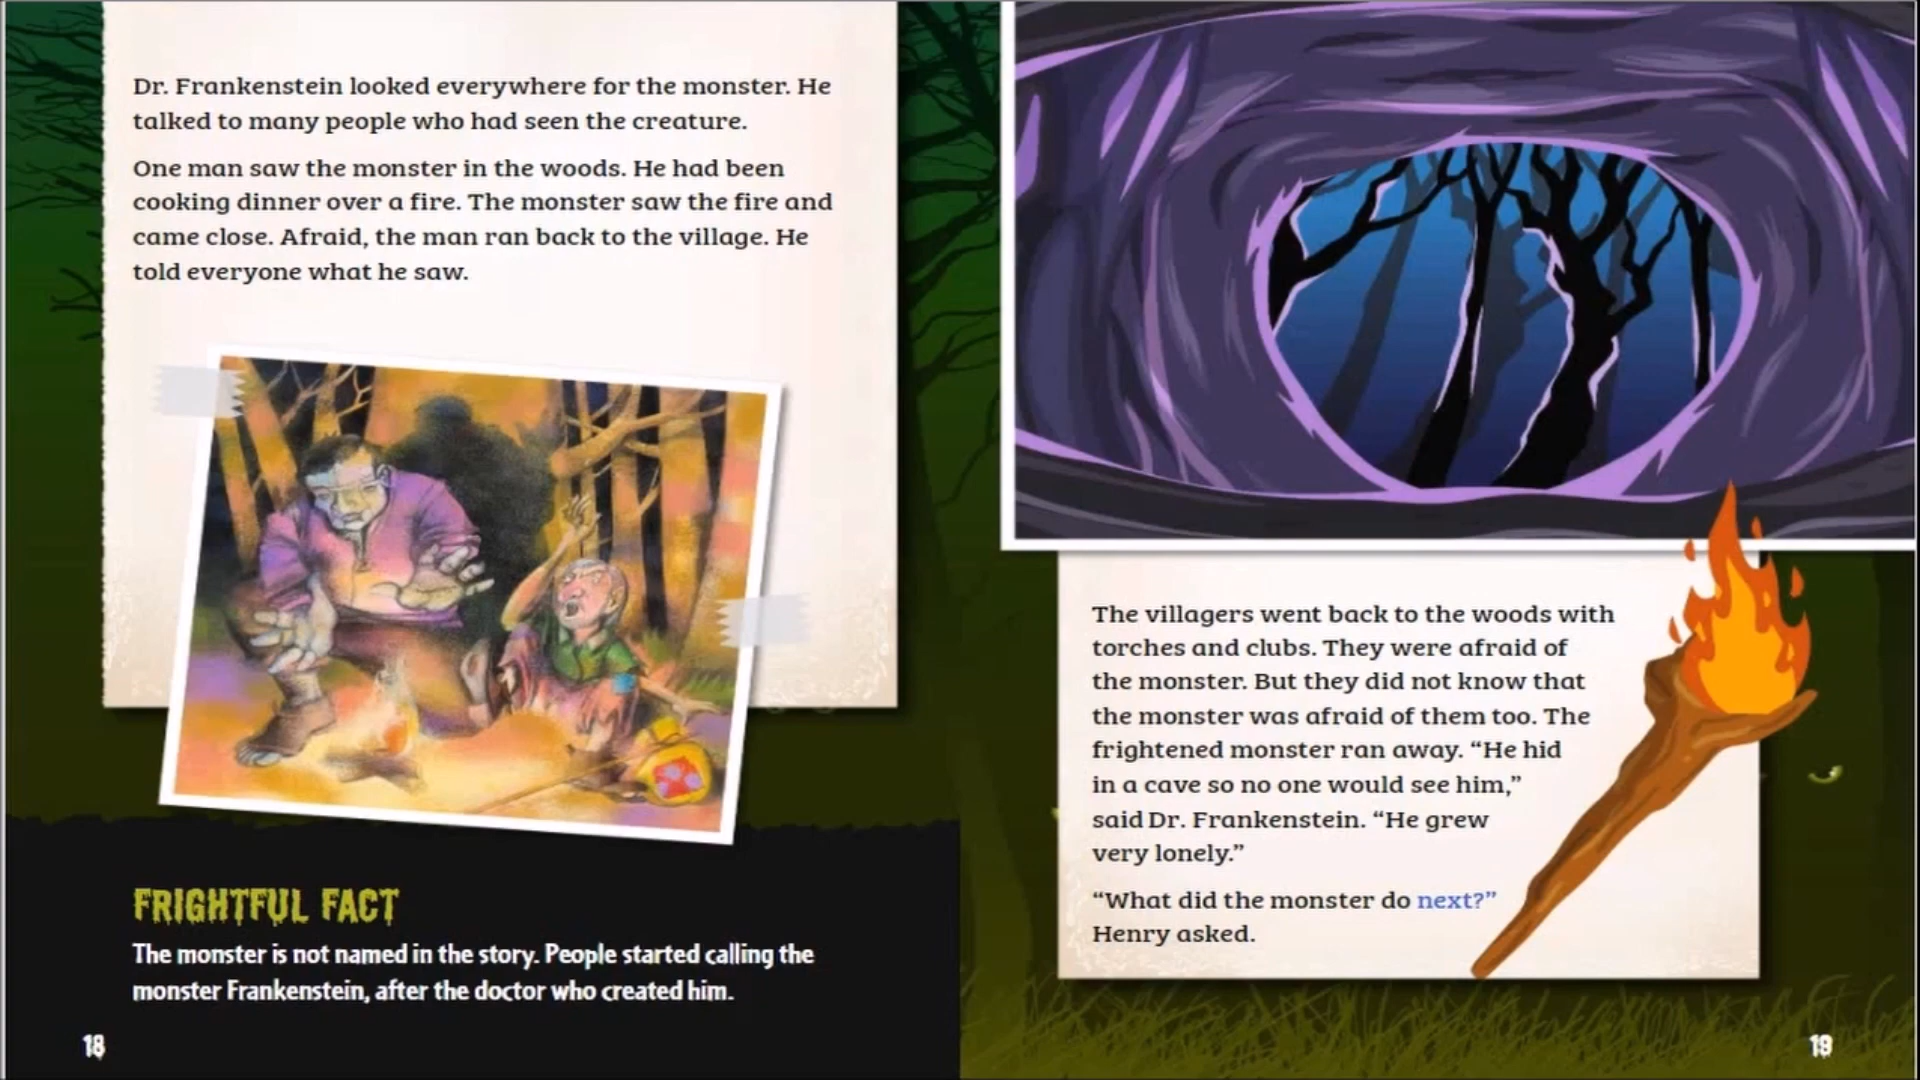 Dr. Frankenstein looked everywhere for the monster. He
talked to many people who had seen the creature.
One man saw the monster in the woods. He had been
cooking dinner over a fire. The monster saw the fire and
came close. Afraid, the man ran back to the village. He
told everyone what he saw.
FRIGHTFUL FACT
The monster is not named in the story. People started calling the
monster Frankenstein, after the doctor who created him.
18
The villagers went back to the woods with
torches and clubs. They were afraid of
the monster. But they did not know that
the monster was afraid of them too. The
frightened monster ran away. “He hid
in a cave so no one would see him,”
said Dr. Frankenstein. “He grew
very lonely.”
“What did the monster do next?”
Henry asked.
19